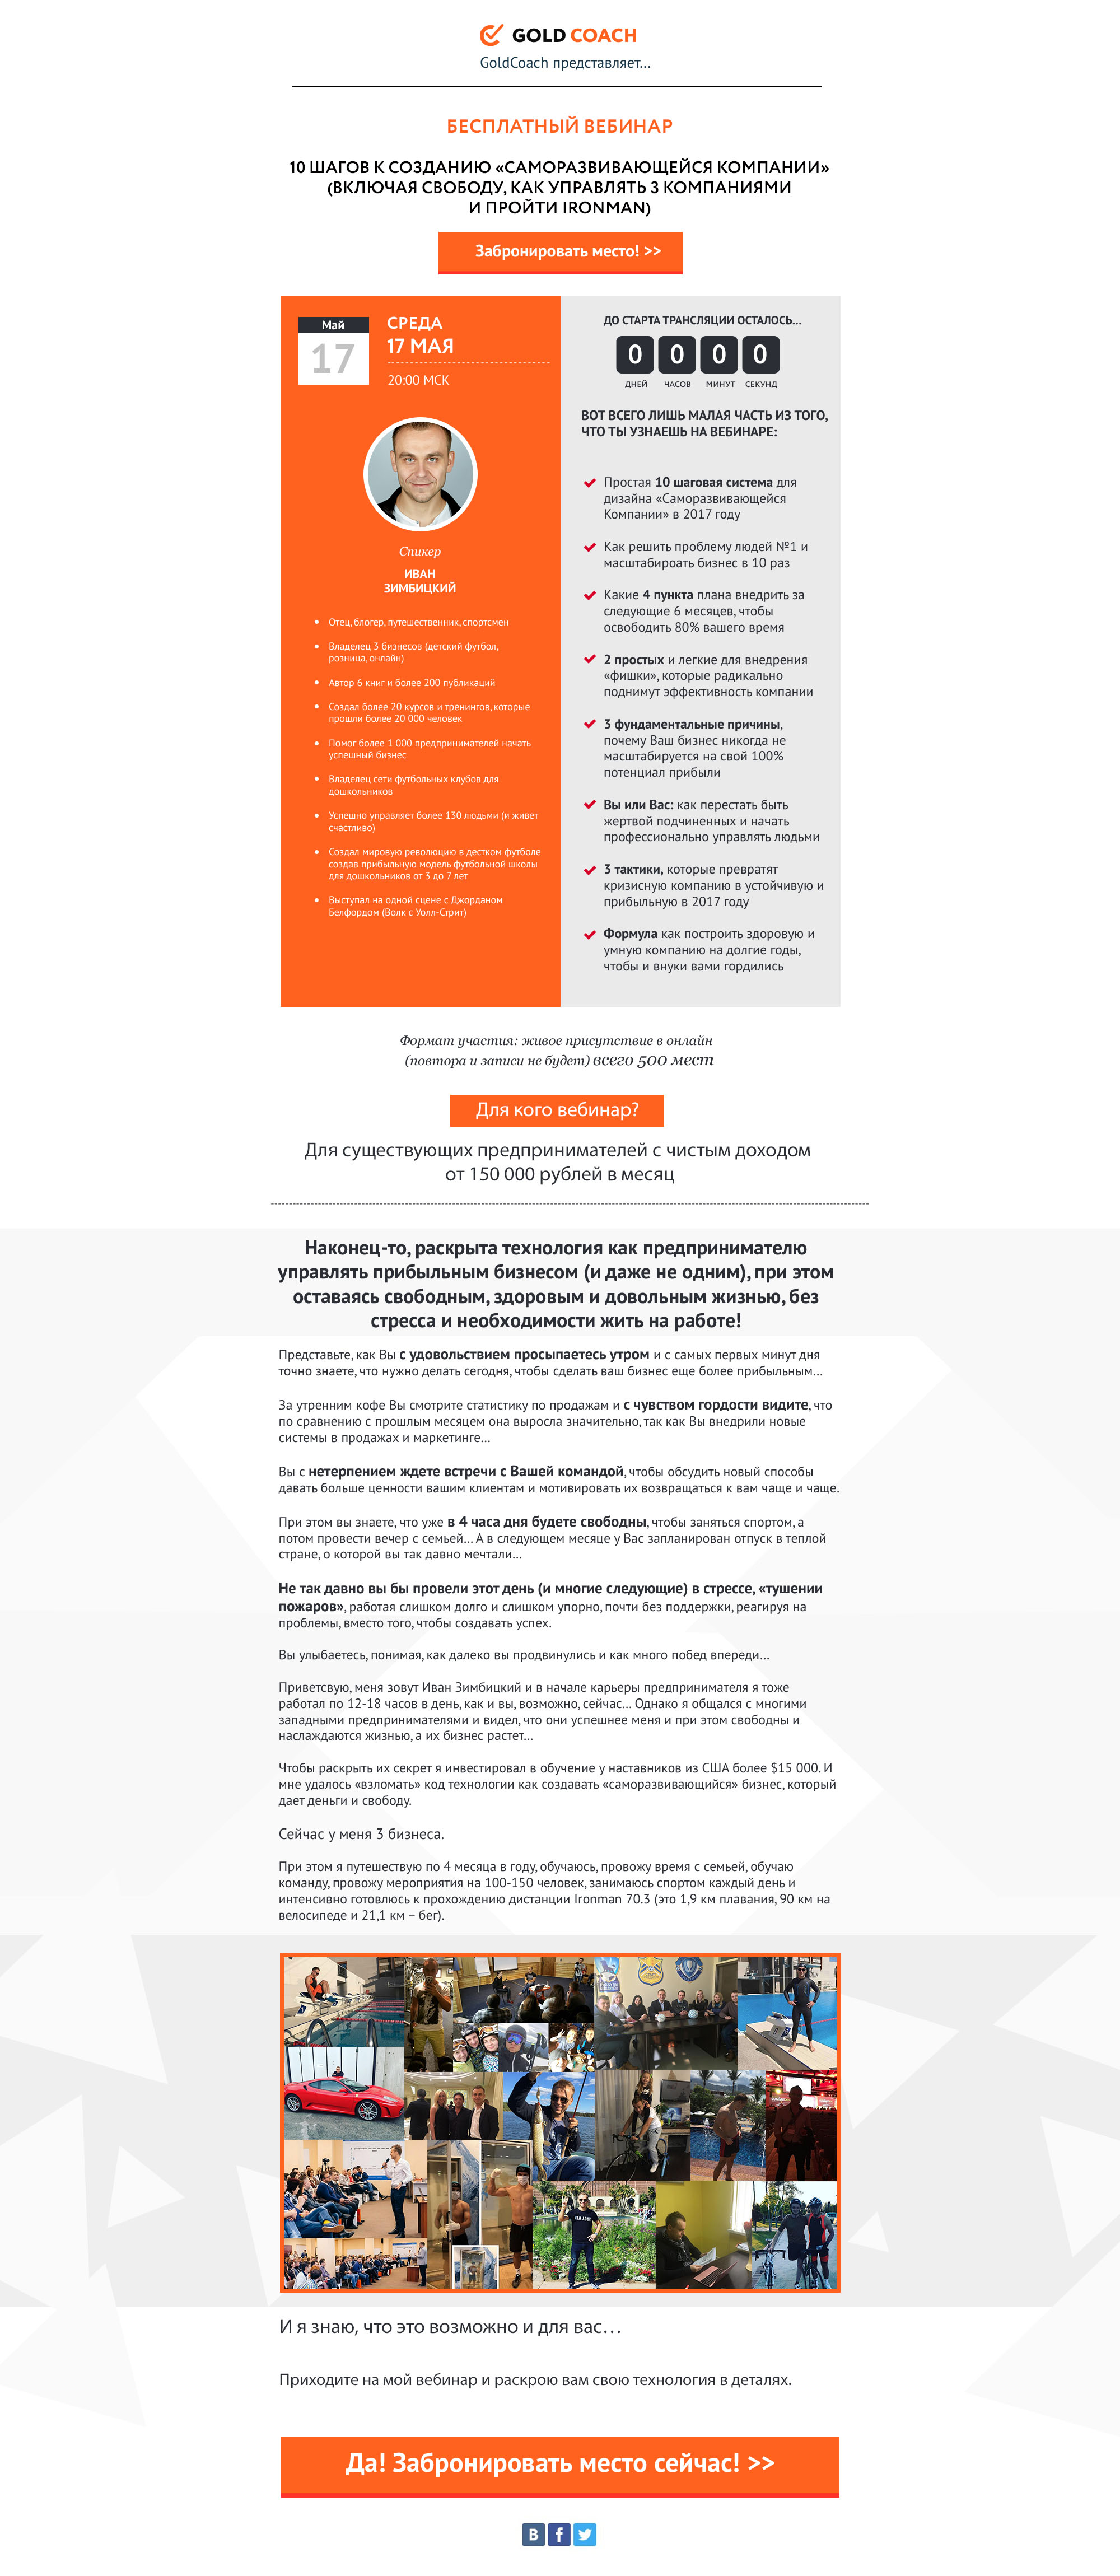 GOLD COACH
GoldCoach представляет...
БЕСПЛАТНЫЙ ВЕБИНАР
10 ШАГОВ К СОЗДАНИЮ «САМОРАЗВИВАЮЩЕЙСЯ КОМПАНИИ»
(ВКЛЮЧАЯ СВОБОДУ, КАК УПРАВЛЯТЬ 3 КОМПАНИЯМИ
И ПРОЙТИ IRONMAN)
Забронировать место! >>
Май
17
СРЕДА
17 МАЯ
20:00 МСК
Спикер
ИВАН
ЗИМБИЦКИЙ
Отец, блогер, путешественник, спортсмен
Владелец 3 бизнесов (детский футбол,
розница, онлайн)
Автор 6 книг и более 200 публикаций
Создал более 20 курсов и тренингов, которые
прошли более 20 000 человек
Помог более 1 000 предпринимателей начать
успешный бизнес
Владелец сети футбольных клубов для
дошкольников
Успешно управляет более 130 людьми (и живет
счастливо)
Создал мировую революцию в дестком футболе
создав прибыльную модель футбольной школы
для дошкольников от 3 до 7 лет
Выступал на одной сцене с Джорданом
Белфордом (Волк с Уолл-Стрит)
ДО СТАРТА ТРАНСЛЯЦИИ ОСТАЛОСЬ...
0 0 0 0
ДНЕЙ ЧАСОВ МИНУТ СЕКУНД
ВОТ ВСЕГО ЛИШЬ МАЛАЯ ЧАСТЬ ИЗ ТОГО,
ЧТО ТЫ УЗНАЕШЬ НА ВЕБИНАРЕ:
Простая 10 шаговая система для
дизайна «Саморазвивающейся
Компании» в 2017 году
Как решить проблему людей №1 и
масштабироать бизнес в 10 раз
Какие 4 пункта плана внедрить за
следующие 6 месяцев, чтобы
освободить 80% вашего время
2 простых и легкие для внедрения
«фишки», которые радикально
поднимут эффективность компании
3 фундаментальные причины,
почему Ваш бизнес никогда не
масштабируется на свой 100%
потенциал прибыли
Вы или Вас: как перестать быть
жертвой подчиненных и начать
профессионально управлять людьми
3 тактики, которые превратят
кризисную компанию в устойчивую и
прибыльную в 2017 году
Формула как построить здоровую и
умную компанию на долгие годы,
чтобы и внуки вами гордились
Формат участия: живое присутствие в онлайн
(повтора и записи не будет) всего 500 мест
Для кого вебинар?
Для существующих предпринимателей с чистым доходом
от 150 000 рублей в месяц
Наконец-то, раскрыта технология как предпринимателю
управлять прибыльным бизнесом (и даже не одним), при этом
оставаясь свободным, здоровым и довольным жизнью, без
стресса и необходимости жить на работе!
Представьте, как Вы с удовольствием просыпаетесь утром и с самых первых минут дня
точно знаете, что нужно делать сегодня, чтобы сделать ваш бизнес еще более прибыльным...
За утренним кофе Вы смотрите статистику по продажам и с чувством гордости видите, что
по сравнению с прошлым месяцем она выросла значительно, так как Вы внедрили новые
системы в продажах и маркетинге...
Вы с нетерпением ждете встречи с Вашей командой, чтобы обсудить новый способы
давать больше ценности вашим клиентам и мотивировать их возвращаться к вам чаще и чаще.
При этом вы знаете, что уже в 4 часа дня будете свободны, чтобы заняться спортом, а
потом провести вечер с семьей... А в следующем месяце у Вас запланирован отпуск в теплой
стране, о которой вы так давно мечтали...
Не так давно вы бы провели этот день (и многие следующие) в стрессе, «тушении
пожаров», работая слишком долго и слишком упорно, почти без поддержки, реагируя на
проблемы, вместо того, чтобы создавать успех.
Вы улыбаетесь, понимая, как далеко вы продвинулись и как много побед впереди...
Приветсвую, меня зовут Иван Зимбицкий и в начале карьеры предпринимателя я тоже
работал по 12-18 часов в день, как и вы, возможно, сейчас... Однако я общался с многими
западными предпринимателями и видел, что они успешнее меня и при этом свободны и
наслаждаются жизнью, а их бизнес растет...
Чтобы раскрыть их секрет я инвестировал в обучение у наставников из США более $15 000. И
мне удалось «взломать» код технологии как создавать «саморазвивающийся» бизнес, который
дает деньги и свободу.
Сейчас у меня 3 бизнеса.
При этом я путешествую по 4 месяца в году, обучаюсь, провожу время с семьей, обучаю
команду, провожу мероприятия на 100-150 человек, занимаюсь спортом каждый день и
интенсивно готовлюсь к прохождению дистанции Ironman 70.3 (это 1,9 км плавания, 90 км на
велосипеде и 21,1 км – бег).
И я знаю, что это возможно и для вас...
Приходите на мой вебинар и раскрою вам свою технология в деталях.
Да! Забронировать место сейчас! >>